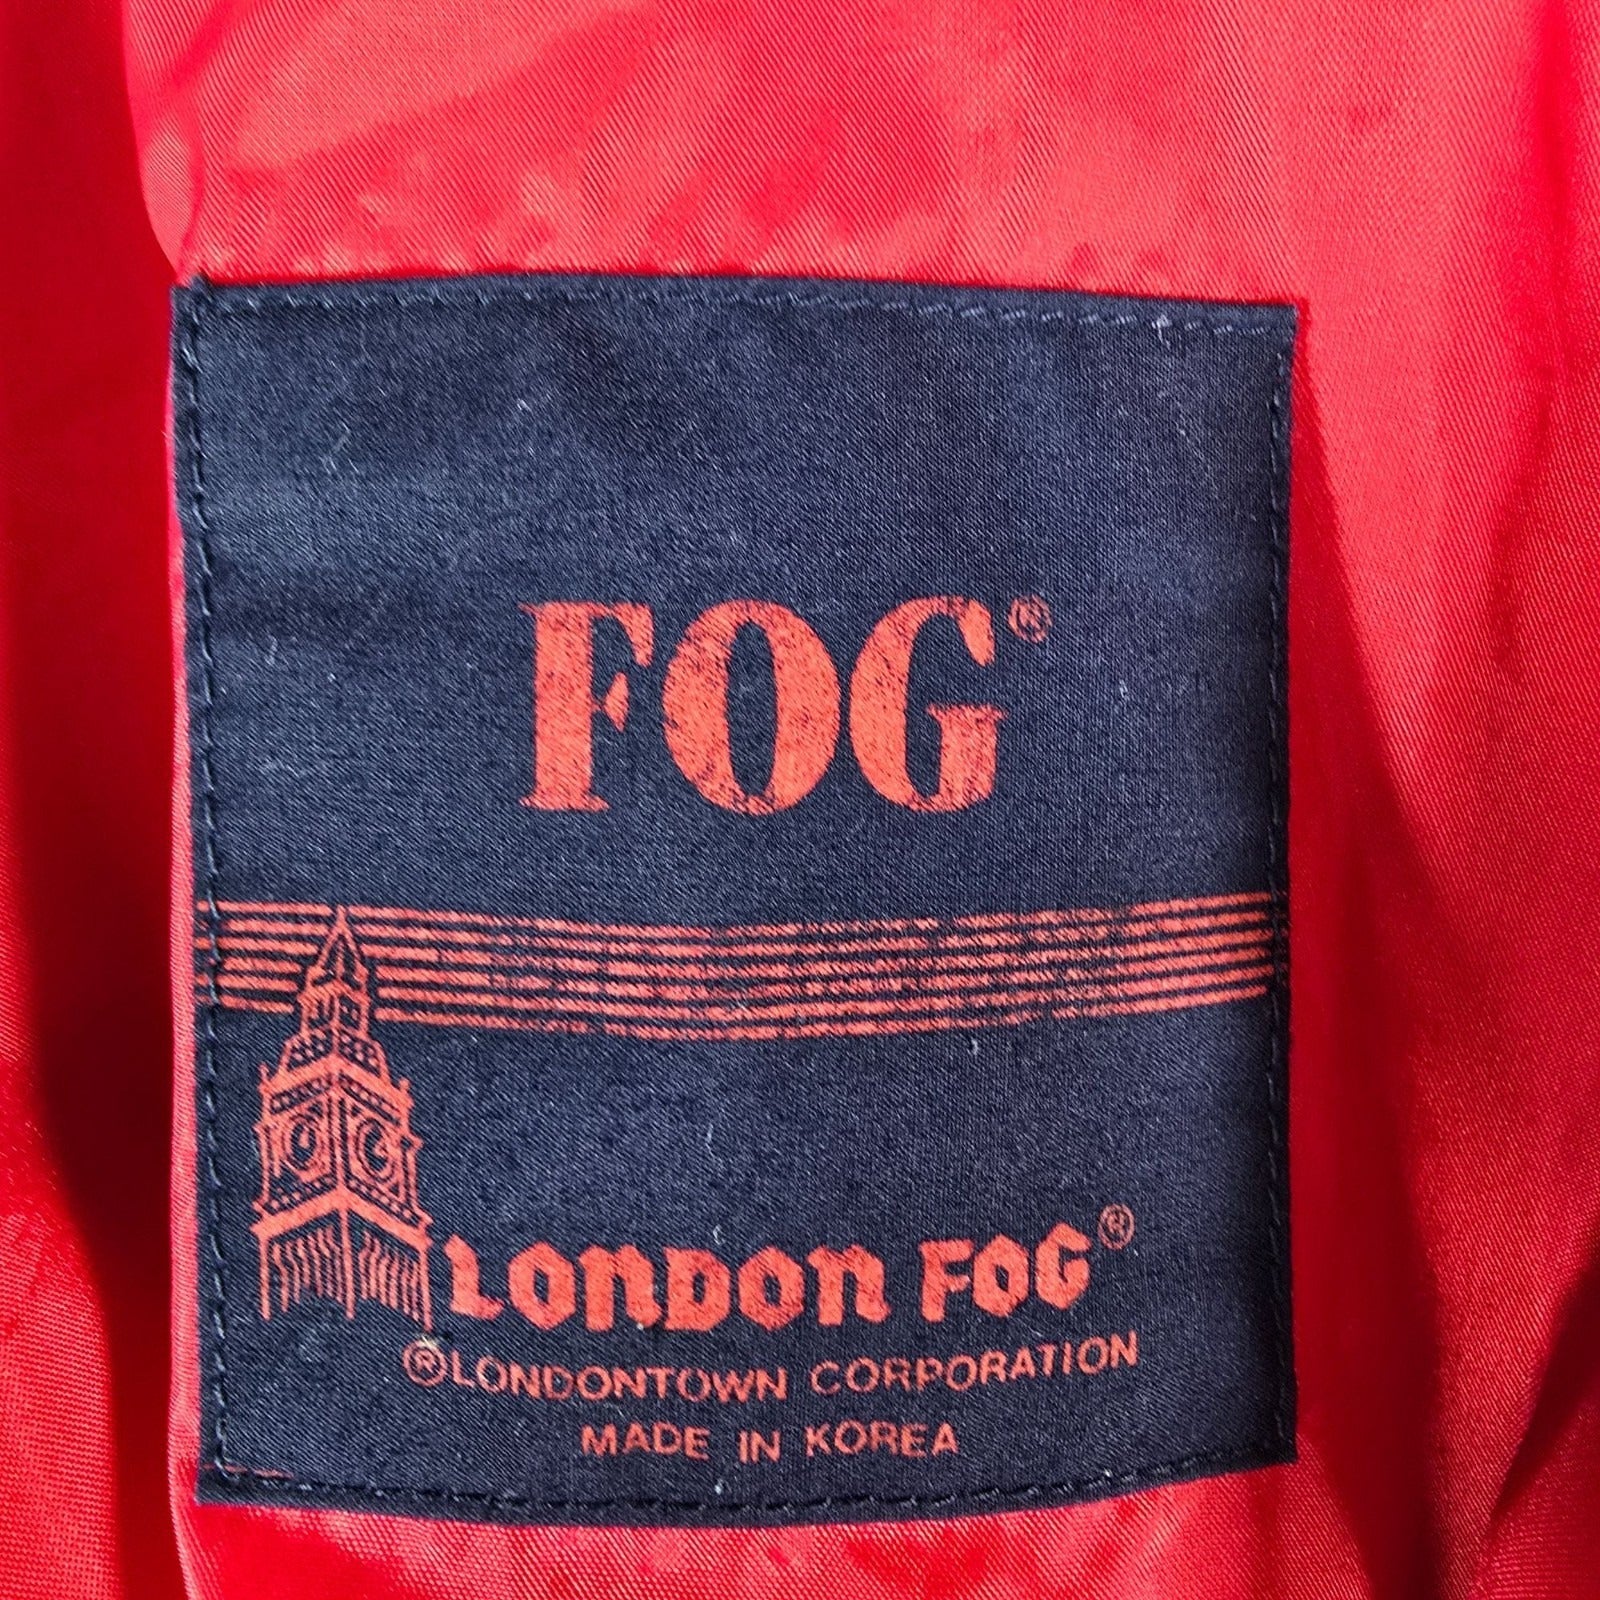 FOG®
LONDON FOG®
®LONDONTOWN CORPORATION
MADE IN KOREA